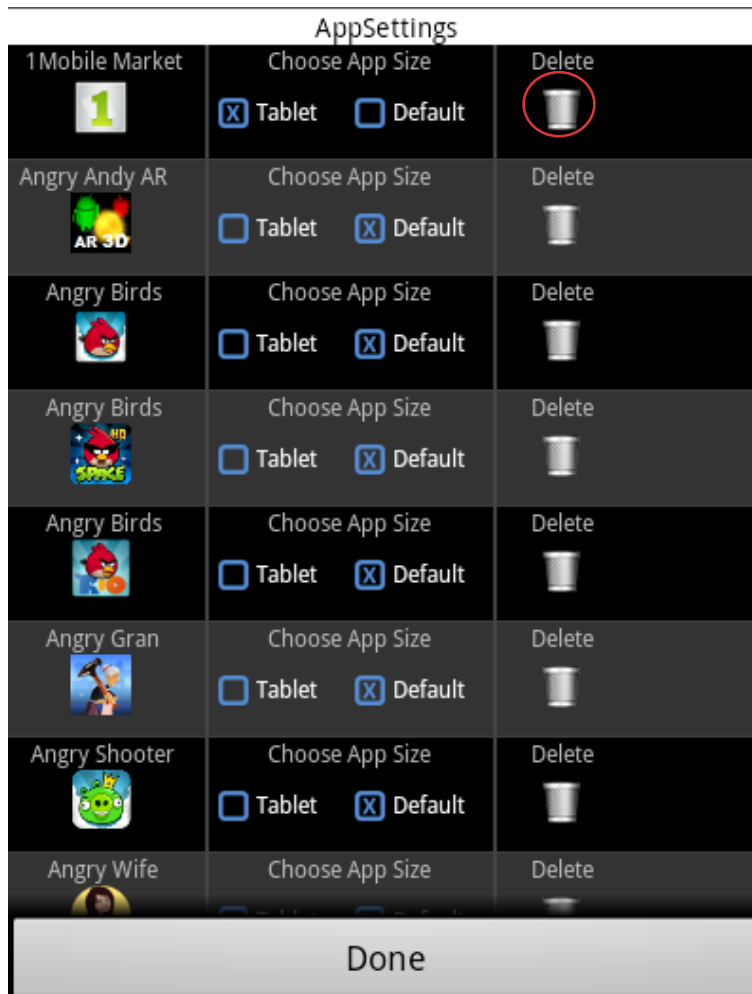 AppSettings
1Mobile Market Choose App Size Delete
1 X Tablet Default
Angry Andy AR Choose App Size Delete
AR 3D Tablet X Default
Angry Birds Choose App Size Delete
Tablet X Default
Angry Birds Choose App Size Delete
HD SPACE Tablet X Default
Angry Birds Choose App Size Delete
RIO Tablet X Default
Angry Gran Choose App Size Delete
Tablet X Default
Angry Shooter Choose App Size Delete
Tablet X Default
Angry Wife Choose App Size Delete
Tablet Default
Done